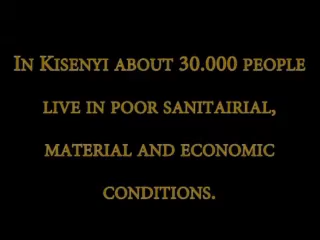 In Kisenyi about 30.000 people
live in poor sanitairial,
material and economic
conditions.